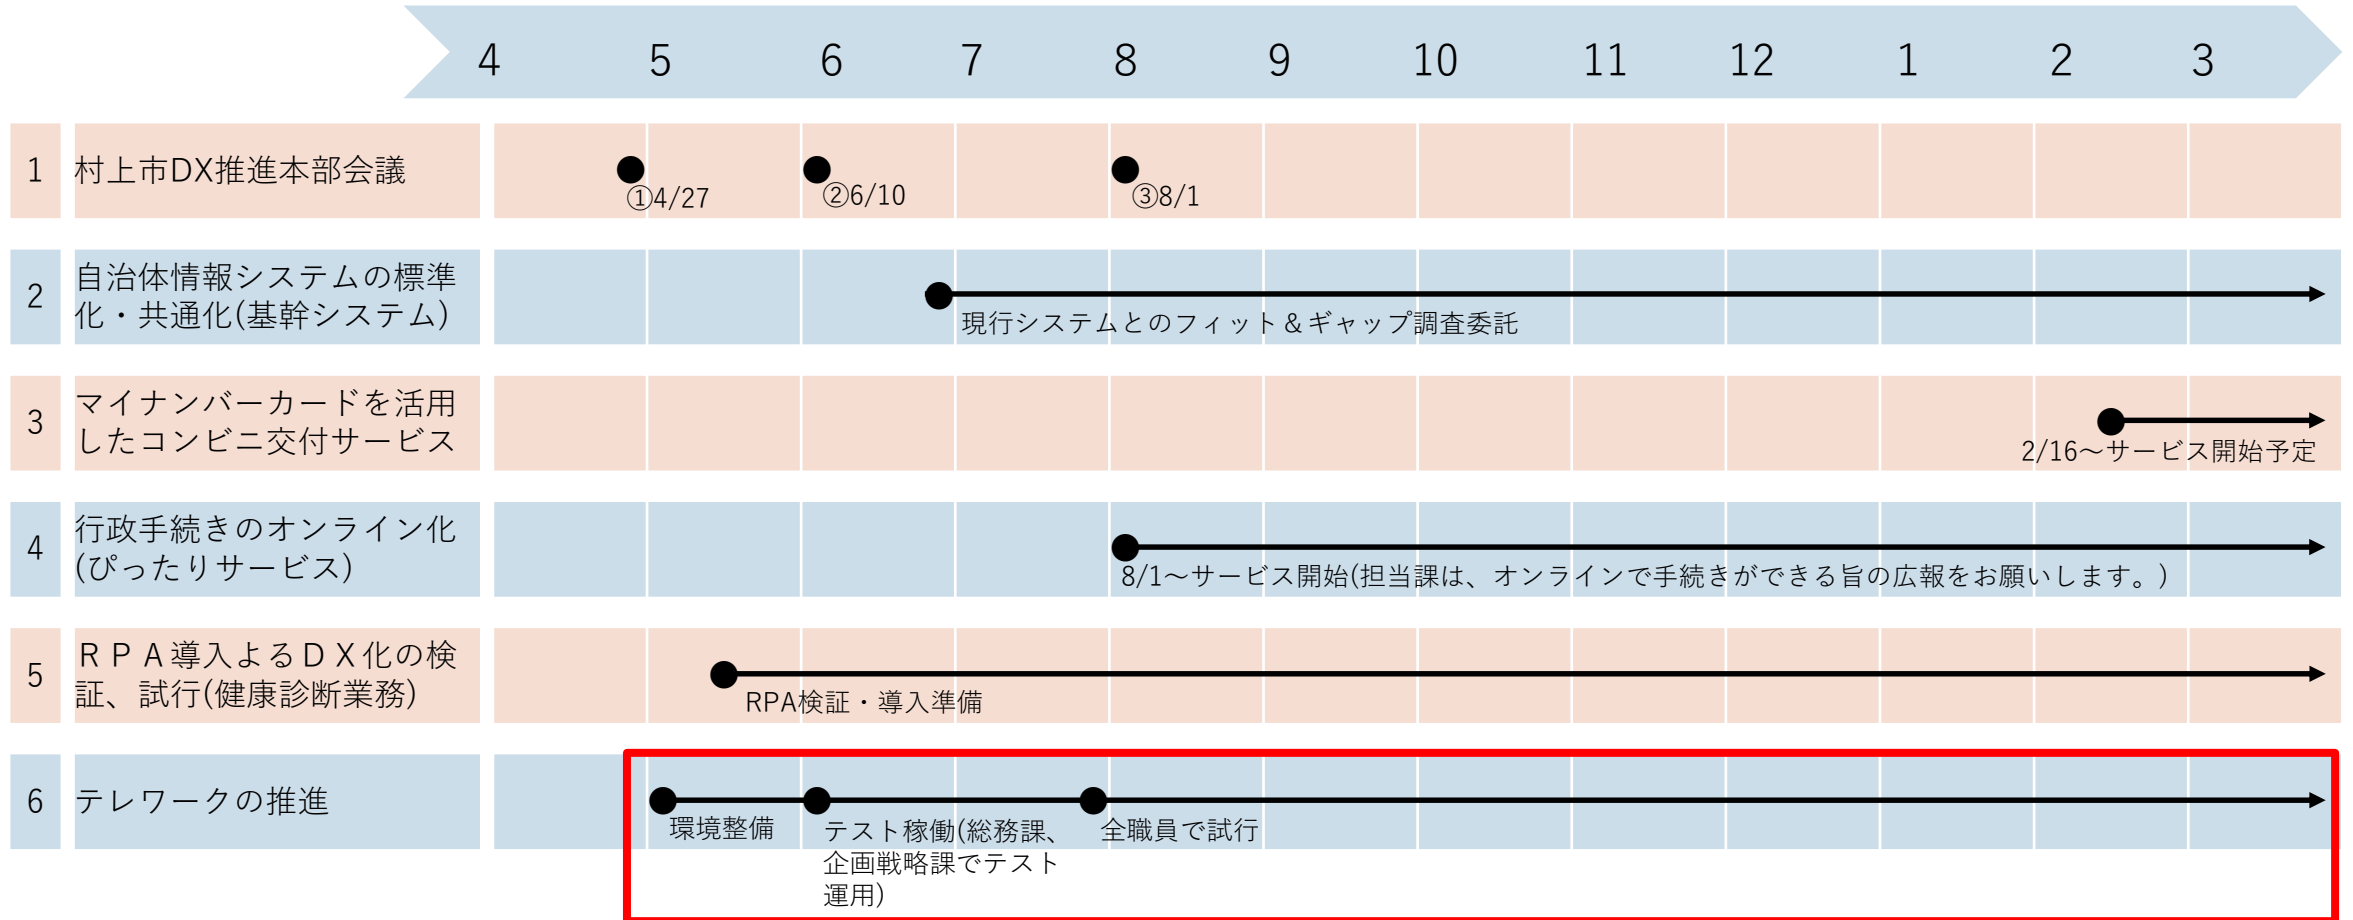 4 5 6 7 8 9 10 11 12 1 2 3
1 村上市DX推進本部会議
①4/27 ②6/10 ③8/1
2 自治体情報システムの標準
化・共通化(基幹システム)
現行システムとのフィット＆ギャップ調査委託
3 マイナンバーカードを活用
したコンビニ交付サービス
2/16～サービス開始予定
4 行政手続きのオンライン化
(ぴったりサービス)
8/1～サービス開始(担当課は、オンラインで手続きができる旨の広報をお願いします。)
5 ＲＰＡ導入よるＤＸ化の検
証、試行(健康診断業務)
RPA検証・導入準備
6 テレワークの推進
環境整備
テスト稼働(総務課、
企画戦略課でテスト
運用)
全職員で試行